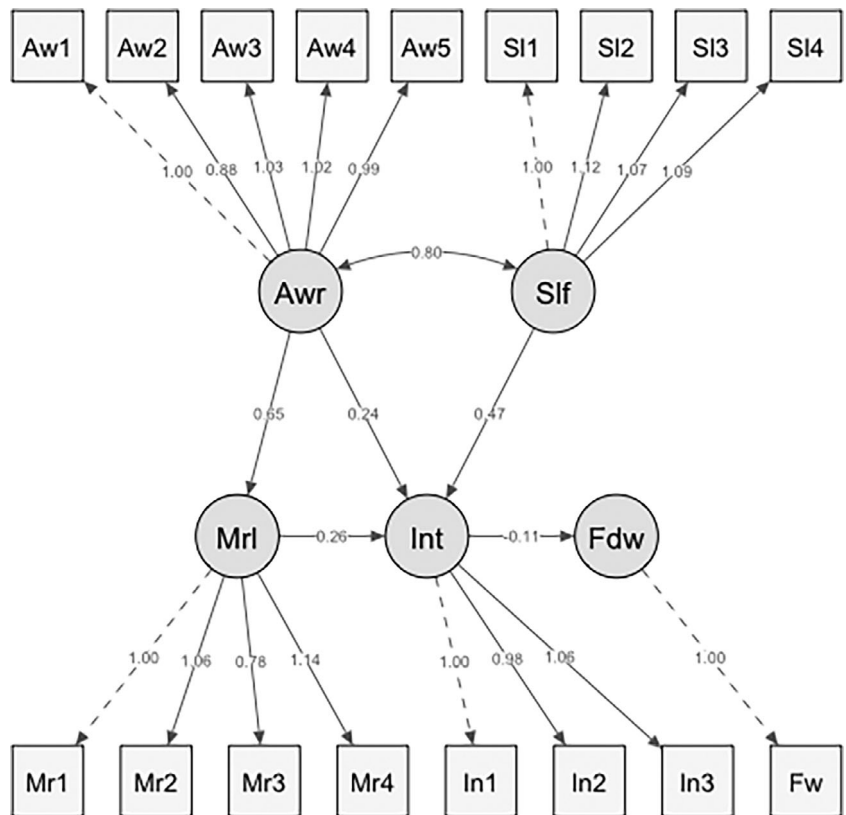 Aw1 Aw2 Aw3 Aw4 Aw5 Sl1 Sl2 Sl3 Sl4
1.00 0.88 1.03 1.02 0.99 1.00 1.12 1.07 1.09
0.80
Awr Slf
0.65 0.24 0.47
Mrl 0.26 Int -0.11 Fdw
1.00 1.06 0.78 1.14 1.00 0.98 1.06 1.00
Mr1 Mr2 Mr3 Mr4 In1 In2 In3 Fw